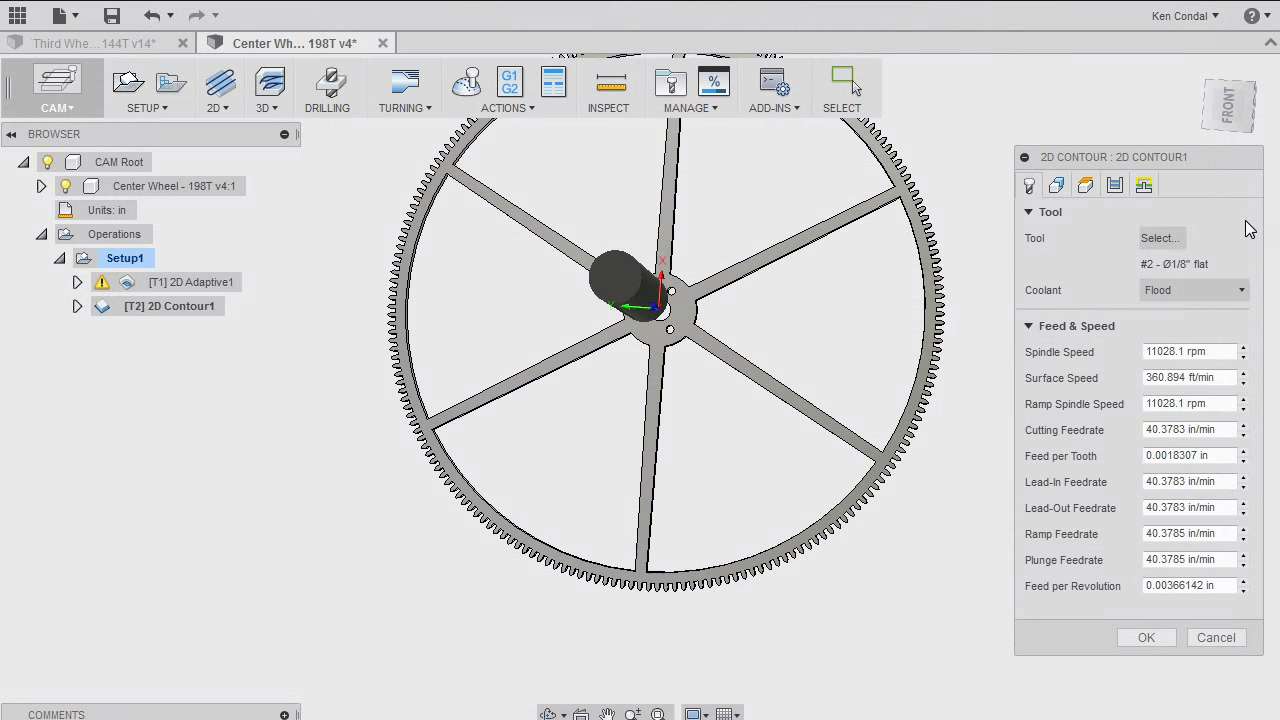 Ken Condal
?
Third Whe...144T v14*
Center Wh... 198T v4*
G1
G2
%
CAM
SETUP
2D
3D
DRILLING
TURNING
ACTIONS
INSPECT
MANAGE
ADD-INS
SELECT
FRONT
BROWSER
CAM Root
Center Wheel - 198T v4:1
Units: in
Operations
Setup1
[T1] 2D Adaptive1
[T2] 2D Contour1
X
Y
2D CONTOUR : 2D CONTOUR1
Tool
Tool Select...
#2 - Ø1/8" flat
Coolant Flood
Feed & Speed
Spindle Speed 11028.1 rpm
Surface Speed 360.894 ft/min
Ramp Spindle Speed 11028.1 rpm
Cutting Feedrate 40.3783 in/min
Feed per Tooth 0.0018307 in
Lead-In Feedrate 40.3783 in/min
Lead-Out Feedrate 40.3783 in/min
Ramp Feedrate 40.3785 in/min
Plunge Feedrate 40.3785 in/min
Feed per Revolution 0.00366142 in
OK Cancel
COMMENTS